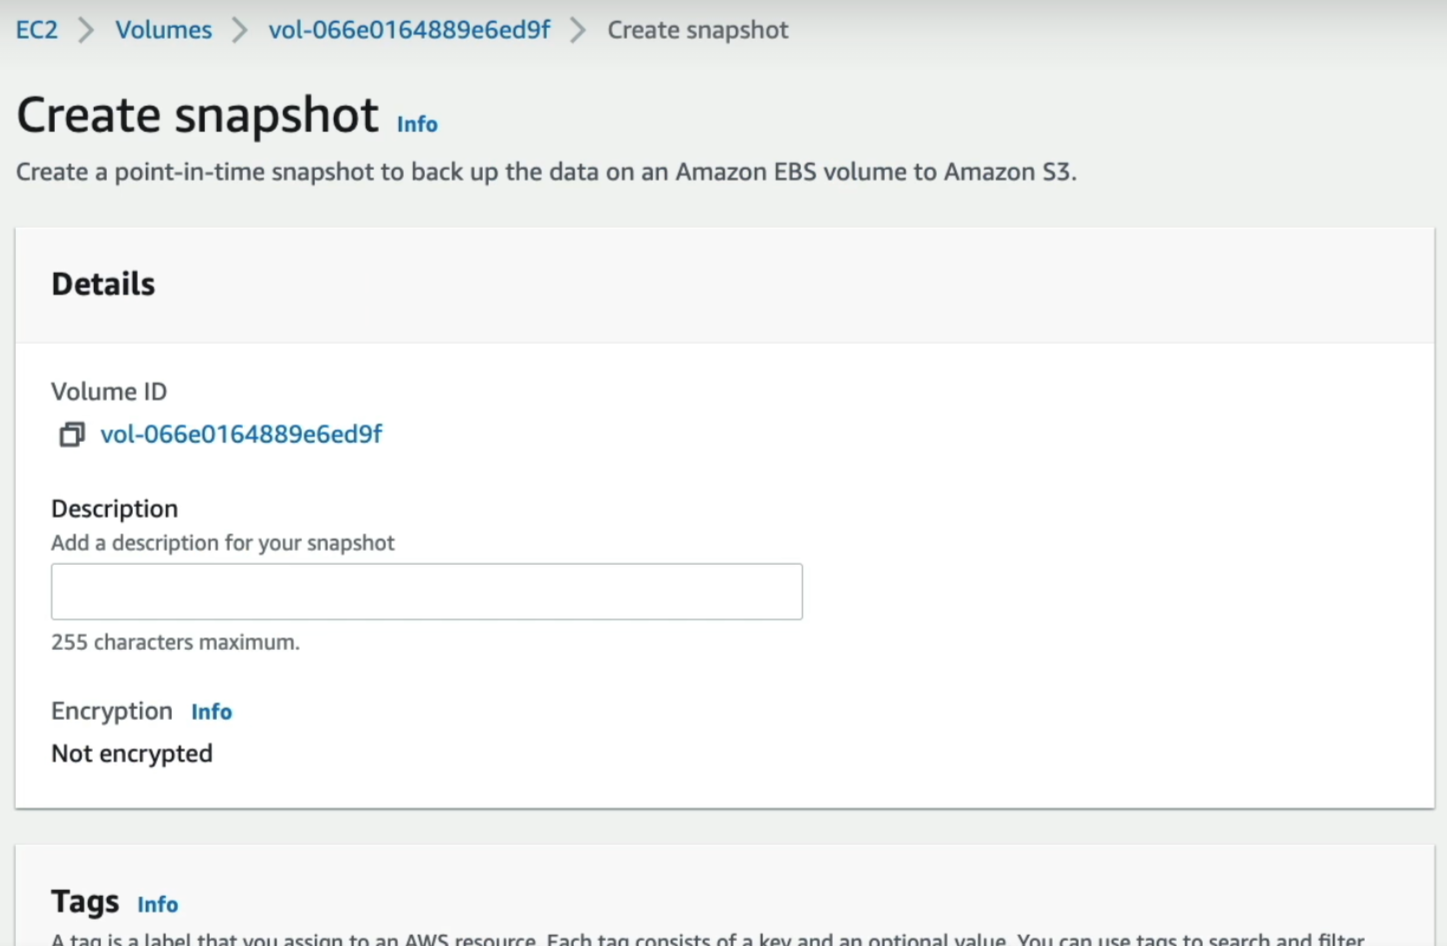 EC2 > Volumes > vol-066e0164889e6ed9f > Create snapshot
Create snapshot Info
Create a point-in-time snapshot to back up the data on an Amazon EBS volume to Amazon S3.
Details
Volume ID
vol-066e0164889e6ed9f
Description
Add a description for your snapshot
255 characters maximum.
Encryption Info
Not encrypted
Tags Info
A tag is a label that you assign to an AWS resource. Each tag consists of a key and an optional value. You can use tags to search and filter